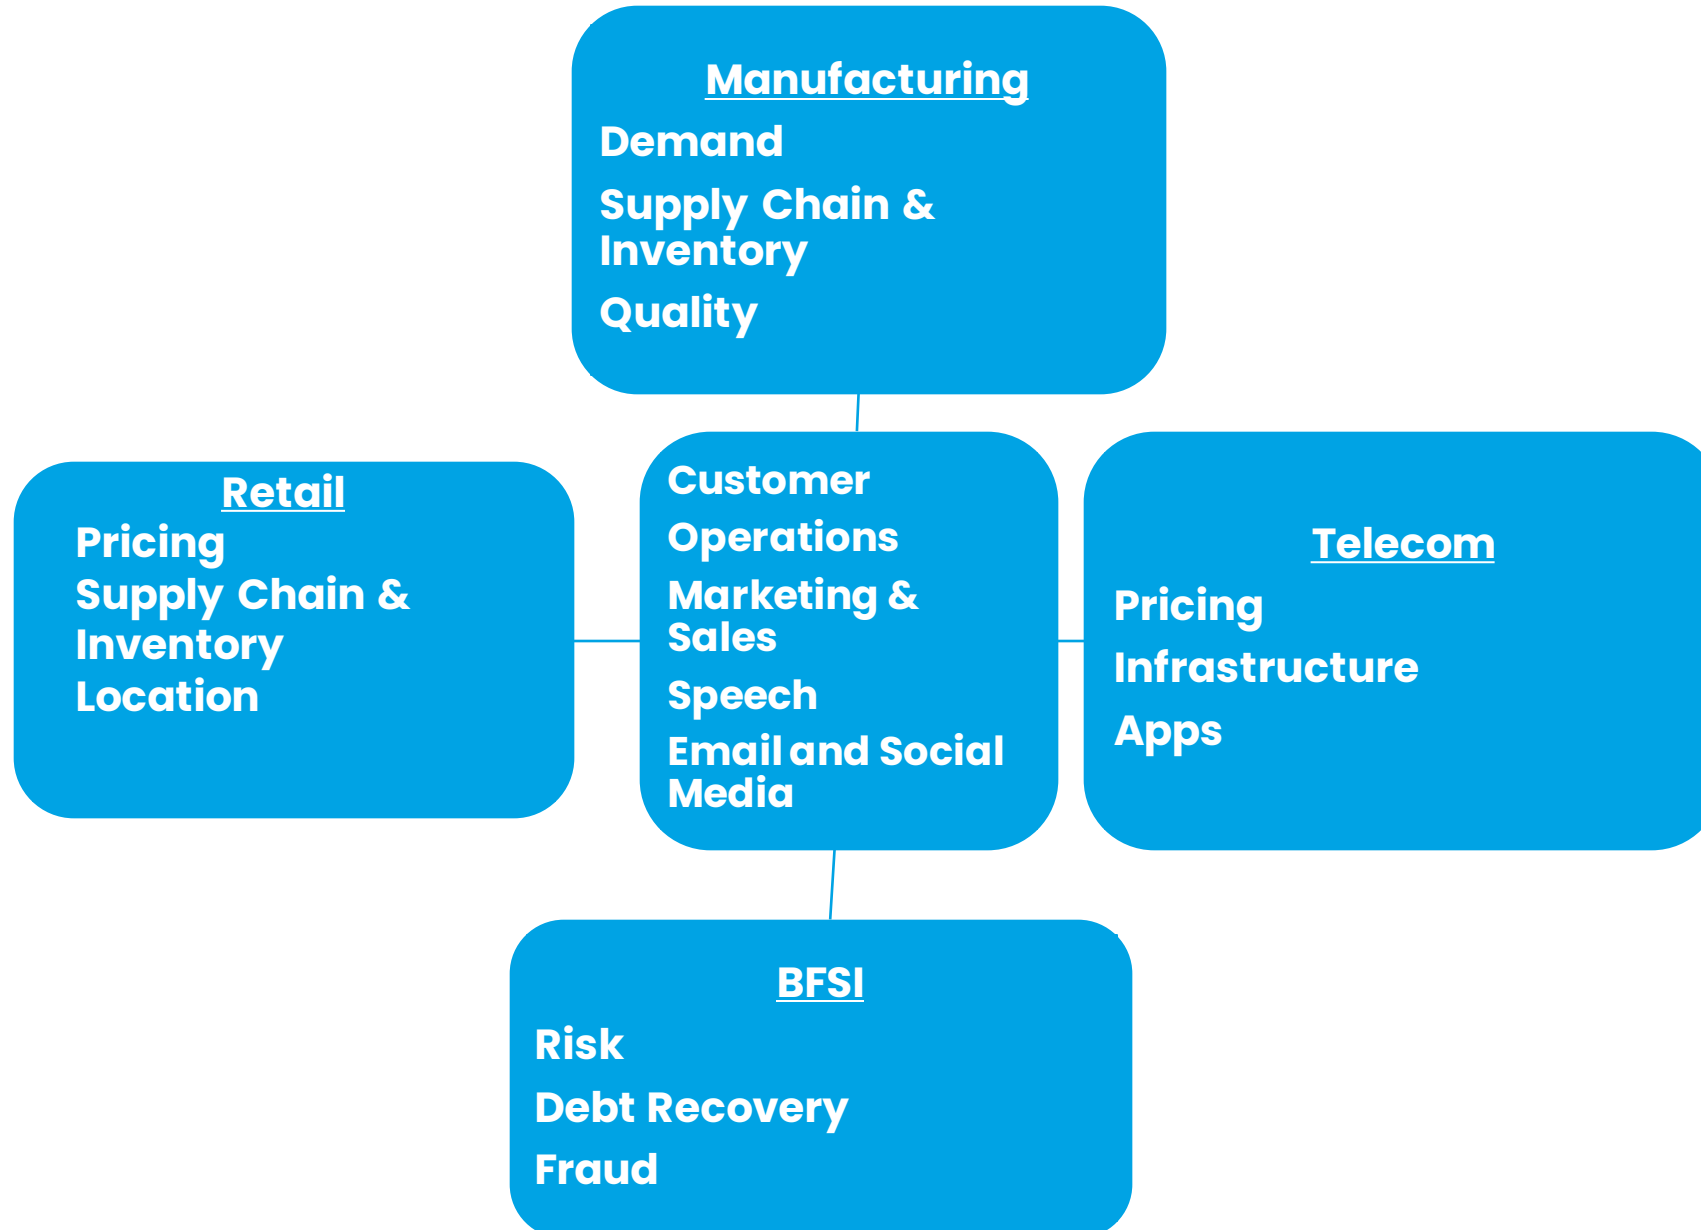 Manufacturing
Demand
Supply Chain &
Inventory
Quality
Retail
Pricing
Supply Chain &
Inventory
Location
Customer
Operations
Marketing &
Sales
Speech
Email and Social
Media
Telecom
Pricing
Infrastructure
Apps
BFSI
Risk
Debt Recovery
Fraud